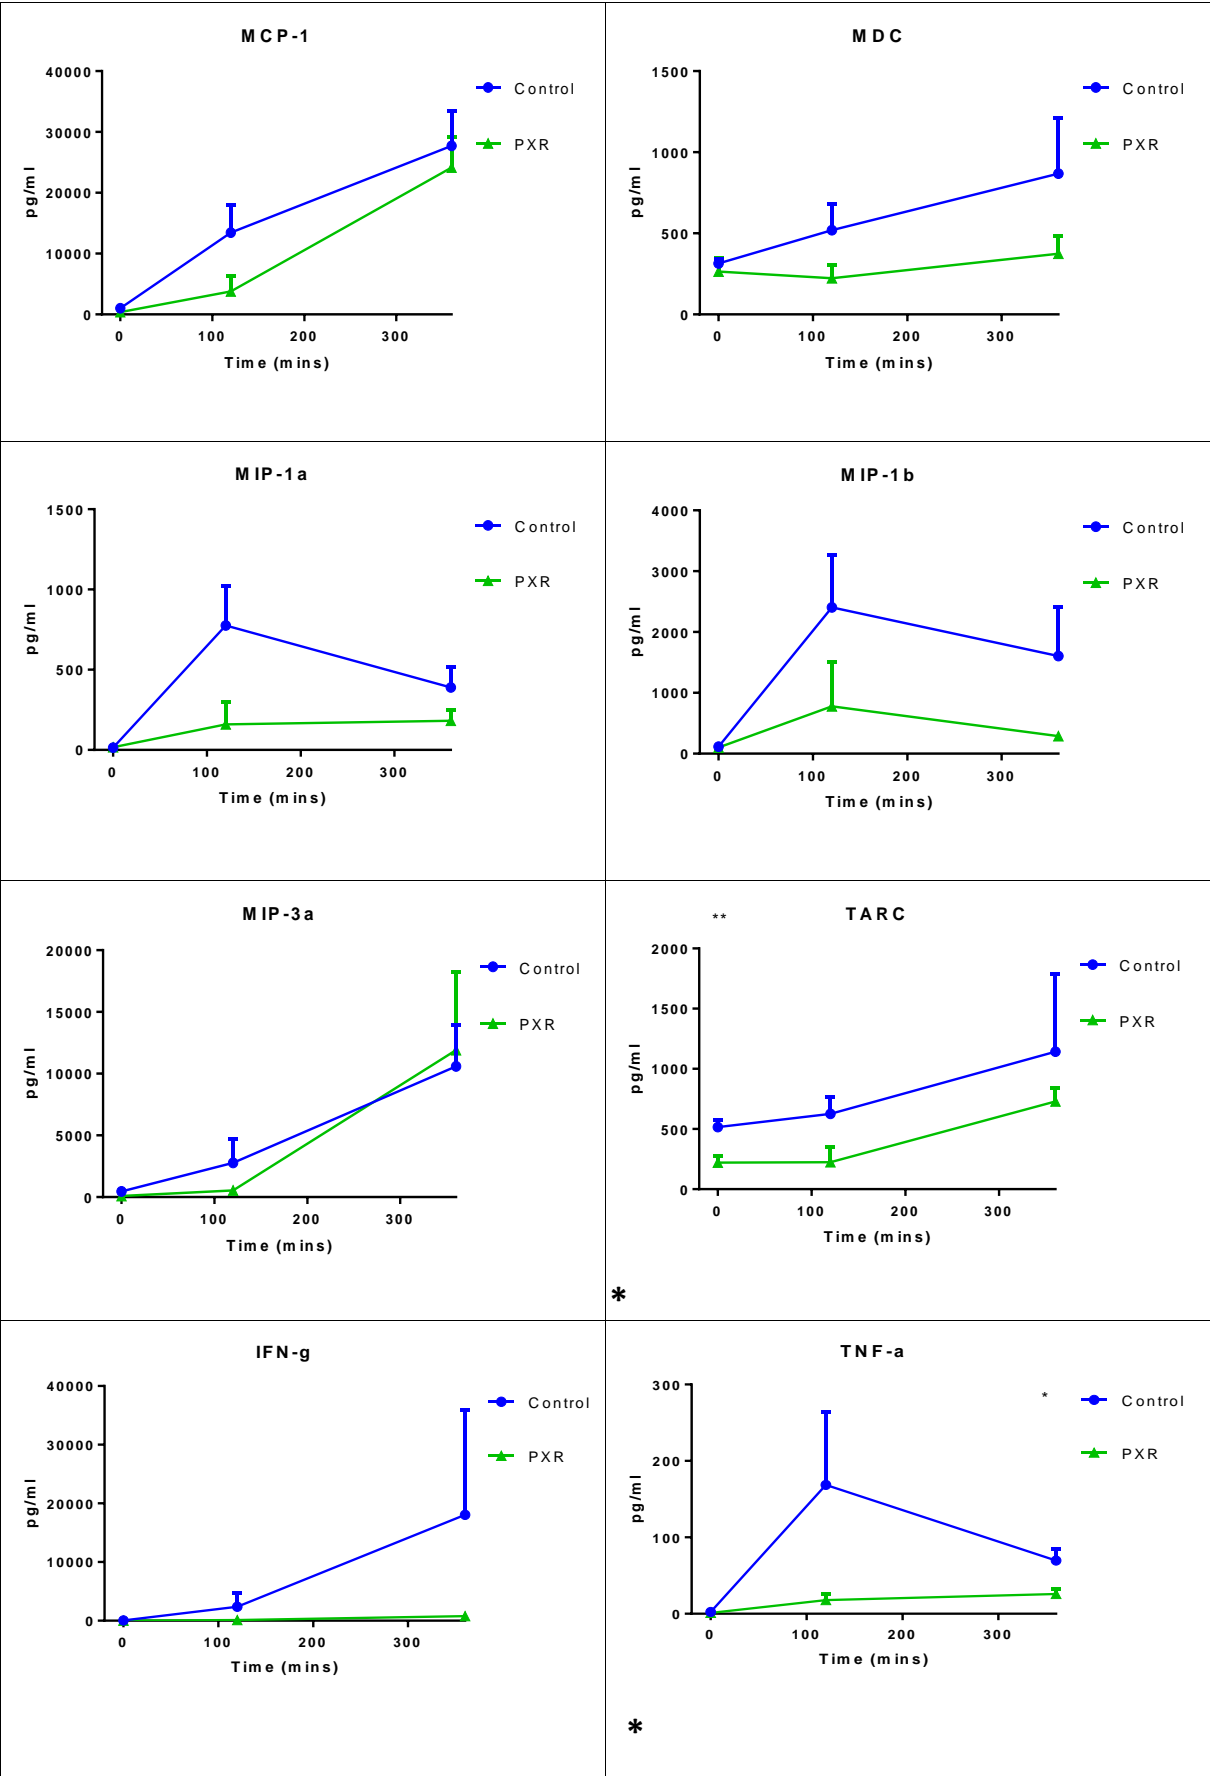 MCP-1
40000
30000
20000
10000
0
pg/ml
0 100 200 300
Time (mins)
Control
PXR
MDC
1500
1000
500
0
pg/ml
0 100 200 300
Time (mins)
Control
PXR
MIP-1a
1500
1000
500
0
pg/ml
0 100 200 300
Time (mins)
Control
PXR
MIP-1b
4000
3000
2000
1000
0
pg/ml
0 100 200 300
Time (mins)
Control
PXR
MIP-3a
20000
15000
10000
5000
0
pg/ml
0 100 200 300
Time (mins)
Control
PXR
**
TARC
2000
1500
1000
500
0
pg/ml
0 100 200 300
Time (mins)
Control
PXR
*
IFN-g
40000
30000
20000
10000
0
pg/ml
0 100 200 300
Time (mins)
Control
PXR
TNF-a
*
300
200
100
0
pg/ml
0 100 200 300
Time (mins)
Control
PXR
*